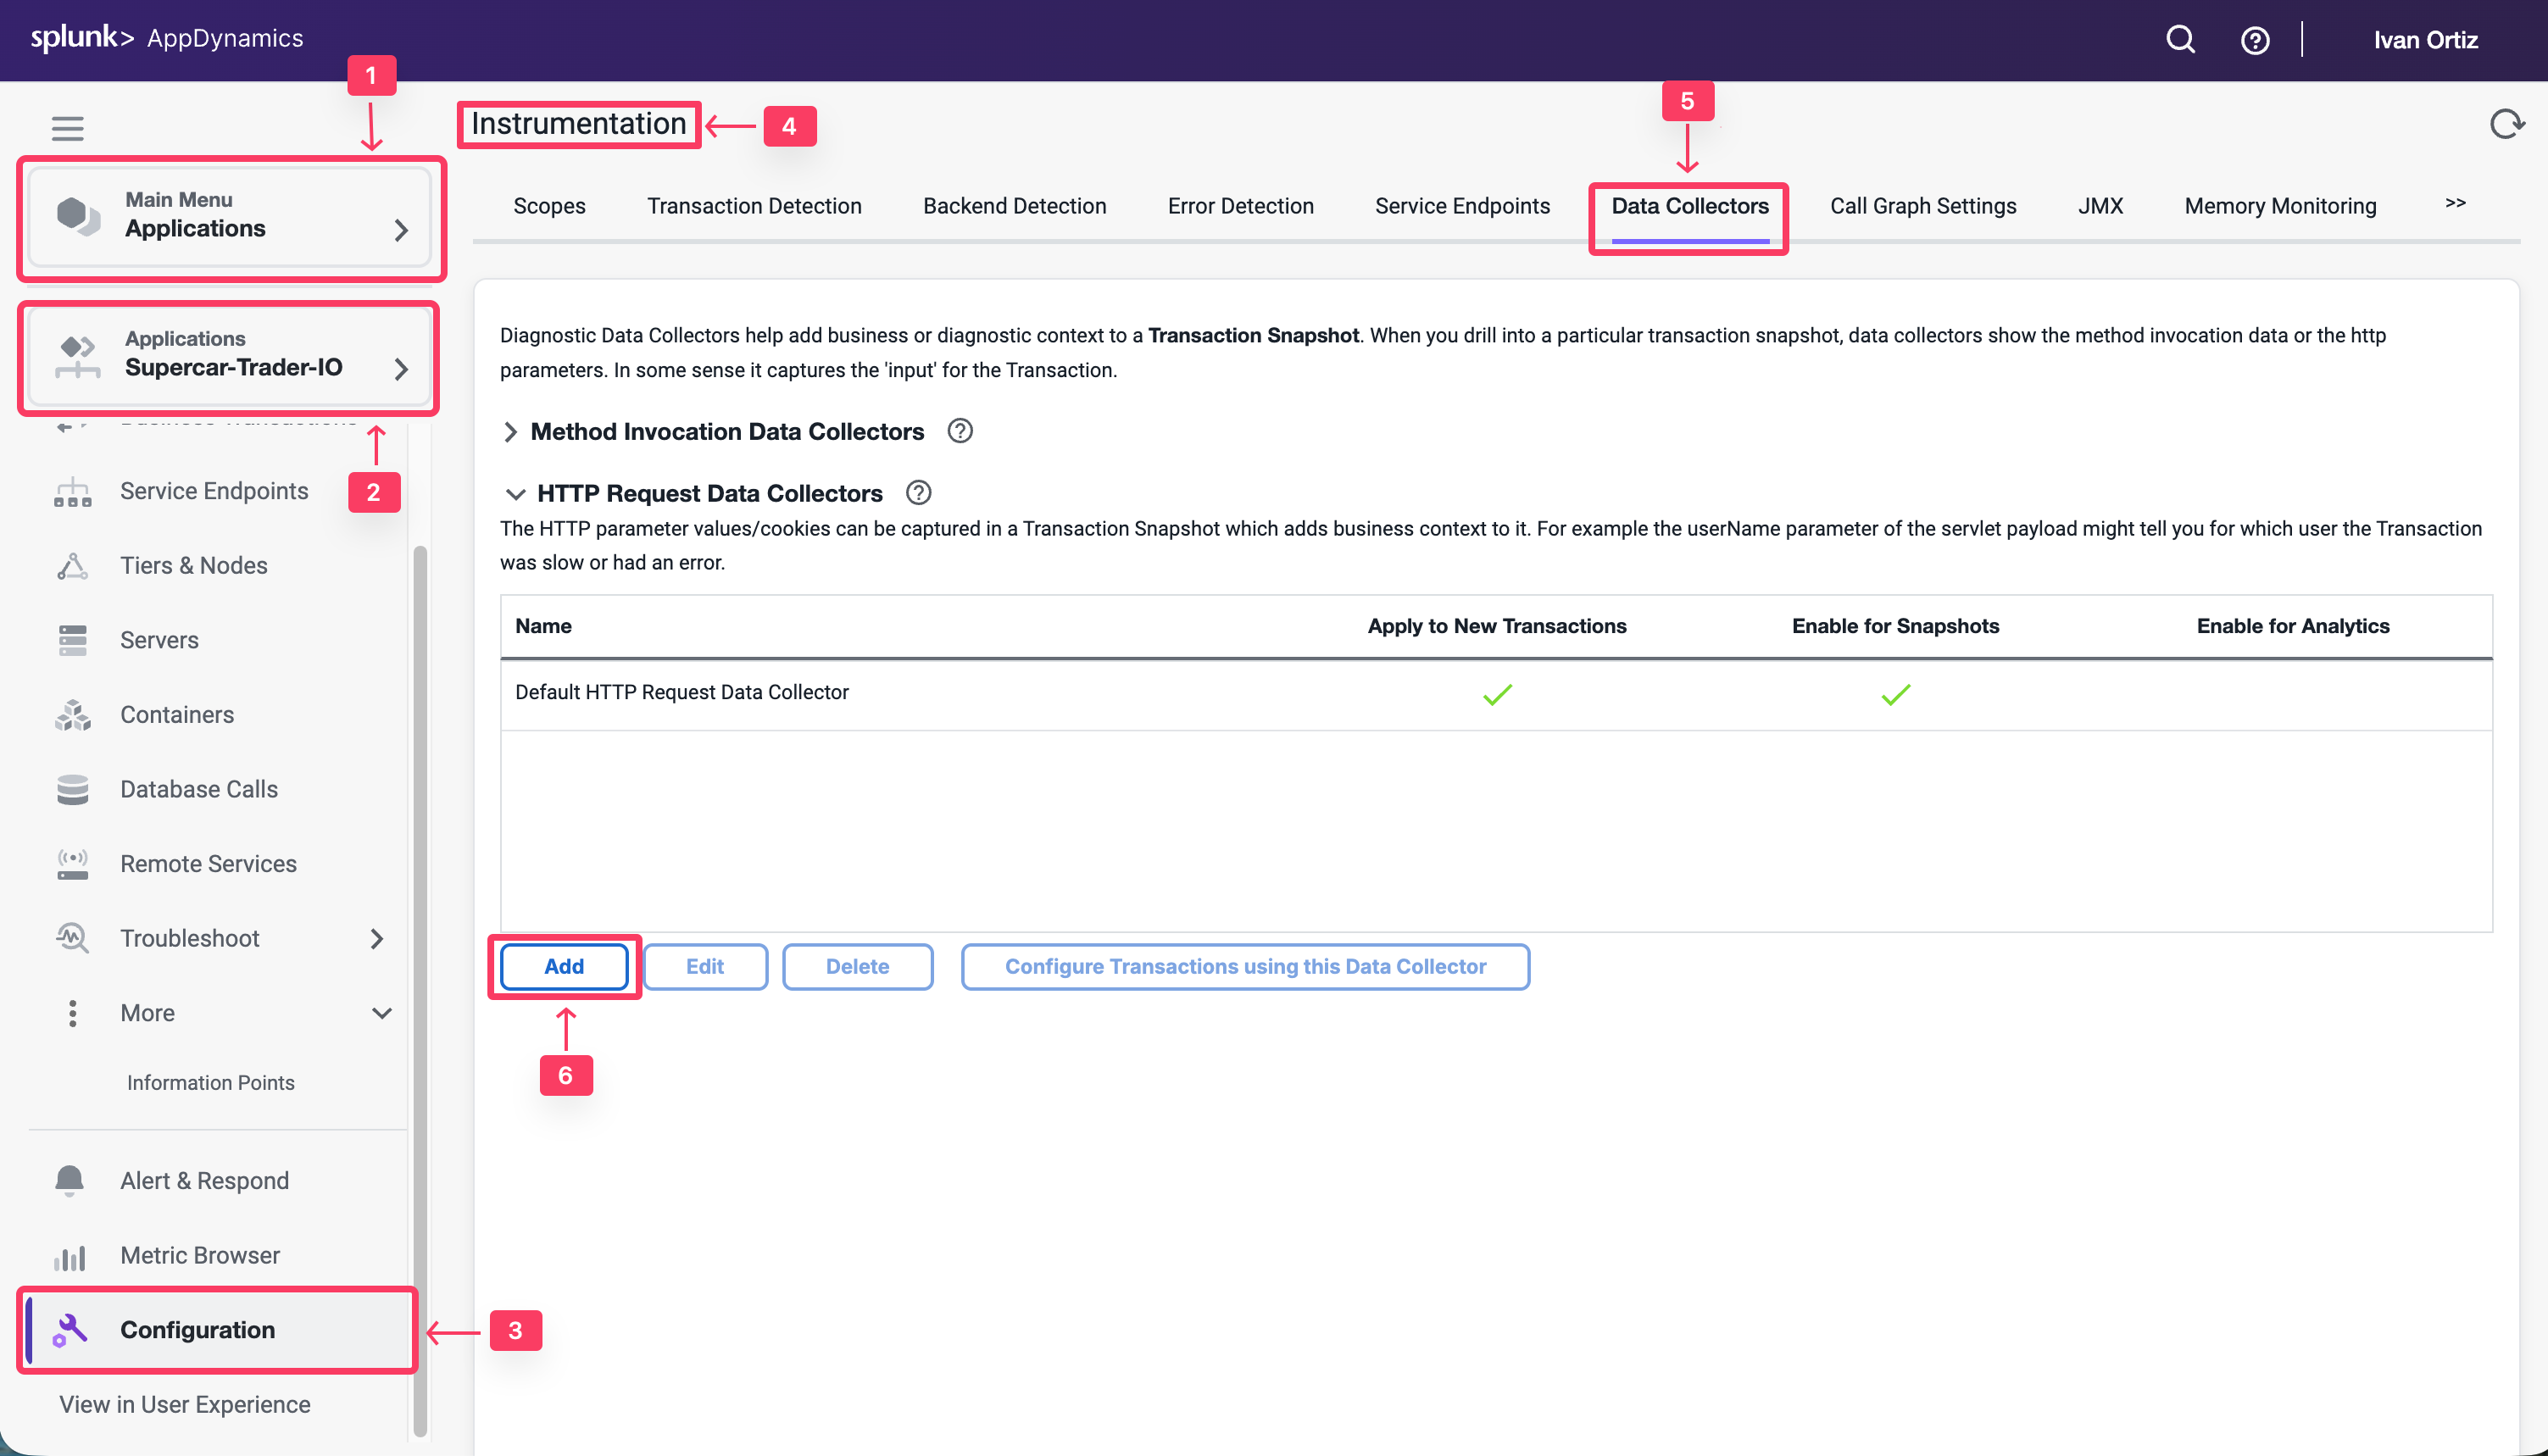 splunk> AppDynamics
Ivan Ortiz
1
Instrumentation
4
5
Main Menu
Applications
Applications
Supercar-Trader-IO
2
Service Endpoints
Tiers & Nodes
Servers
Containers
Database Calls
Remote Services
Troubleshoot
More
Information Points
Alert & Respond
Metric Browser
Configuration
3
View in User Experience
Scopes Transaction Detection Backend Detection Error Detection Service Endpoints Data Collectors Call Graph Settings JMX Memory Monitoring >>
Diagnostic Data Collectors help add business or diagnostic context to a Transaction Snapshot. When you drill into a particular transaction snapshot, data collectors show the method invocation data or the http
parameters. In some sense it captures the 'input' for the Transaction.
Method Invocation Data Collectors ?
HTTP Request Data Collectors ?
The HTTP parameter values/cookies can be captured in a Transaction Snapshot which adds business context to it. For example the userName parameter of the servlet payload might tell you for which user the Transaction
was slow or had an error.
Name Apply to New Transactions Enable for Snapshots Enable for Analytics
Default HTTP Request Data Collector
Add Edit Delete Configure Transactions using this Data Collector
6